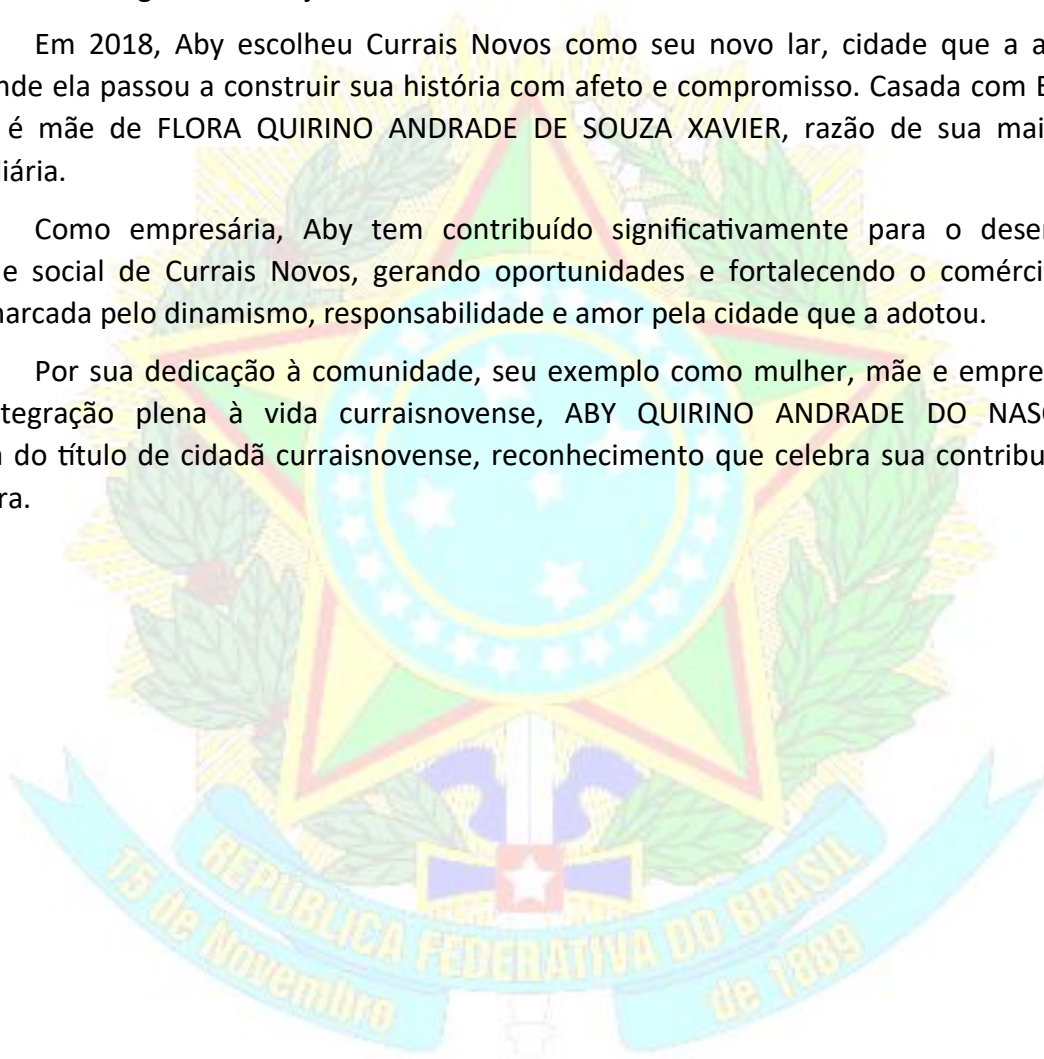 Em 2018, Aby escolheu Currais Novos como seu novo lar, cidade que a a
nde ela passou a construir sua história com afeto e compromisso. Casada com E
é mãe de FLORA QUIRINO ANDRADE DE SOUZA XAVIER, razão de sua mai
iária.
Como empresária, Aby tem contribuído significativamente para o deser
e social de Currais Novos, gerando oportunidades e fortalecendo o comérci
narcada pelo dinamismo, responsabilidade e amor pela cidade que a adotou.
Por sua dedicação à comunidade, seu exemplo como mulher, mãe e empre
ntegração plena à vida curraisnovense, ABY QUIRINO ANDRADE DO NASC
do título de cidadã curraisnovense, reconhecimento que celebra sua contribu
ra.
REPÚBLICA FEDERATIVA DO BRASIL
15 de Novembro de 1889